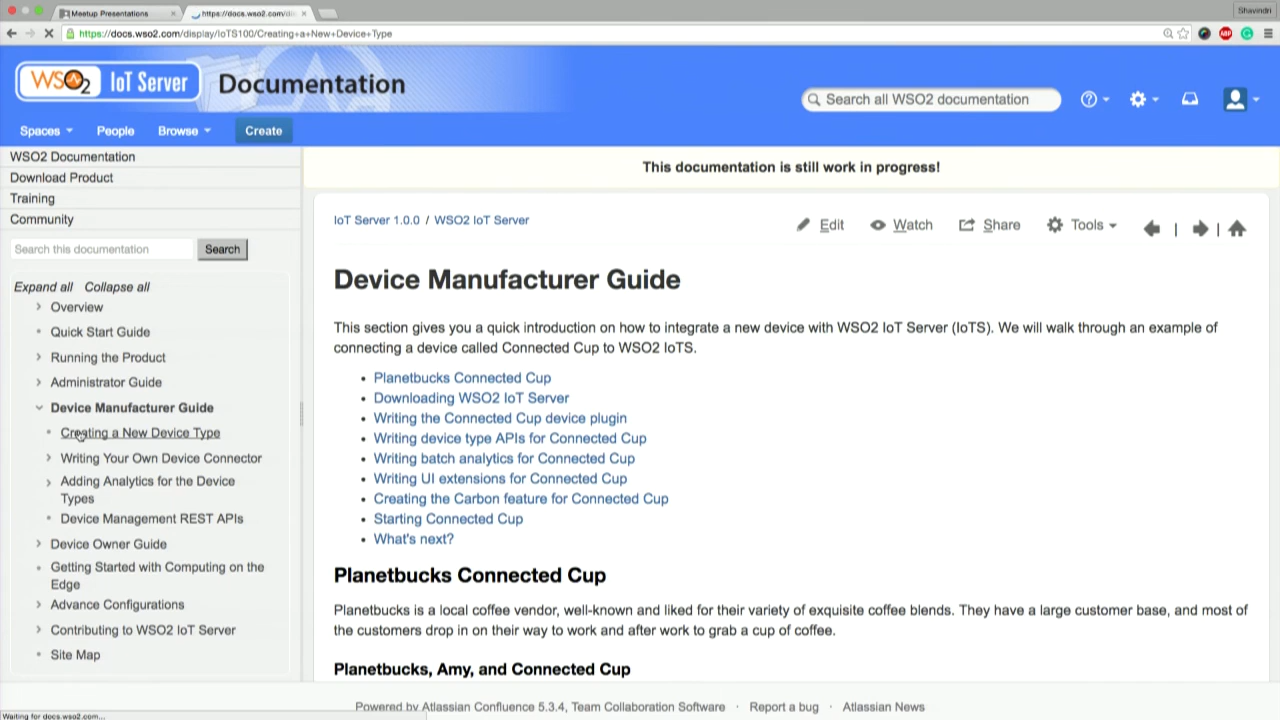 Meetup Presentations
https://docs.wso2.com/di
Shavindri
https://docs.wso2.com/display/IoTS100/Creating+a+New+Device+Type
WSO2 IoT Server Documentation
Search all WSO2 documentation
Spaces People Browse Create
WSO2 Documentation
Download Product
Training
Community
Search this documentation Search
Expand all Collapse all
Overview
Quick Start Guide
Running the Product
Administrator Guide
Device Manufacturer Guide
Creating a New Device Type
Writing Your Own Device Connector
Adding Analytics for the Device
Types
Device Management REST APIs
Device Owner Guide
Getting Started with Computing on the
Edge
Advance Configurations
Contributing to WSO2 IoT Server
Site Map
This documentation is still work in progress!
IoT Server 1.0.0 / WSO2 IoT Server
Edit Watch Share Tools
Device Manufacturer Guide
This section gives you a quick introduction on how to integrate a new device with WSO2 IoT Server (IoTS). We will walk through an example of
connecting a device called Connected Cup to WSO2 IoTS.
Planetbucks Connected Cup
Downloading WSO2 IoT Server
Writing the Connected Cup device plugin
Writing device type APIs for Connected Cup
Writing batch analytics for Connected Cup
Writing UI extensions for Connected Cup
Creating the Carbon feature for Connected Cup
Starting Connected Cup
What's next?
Planetbucks Connected Cup
Planetbucks is a local coffee vendor, well-known and liked for their variety of exquisite coffee blends. They have a large customer base, and most of
the customers drop in on their way to work and after work to grab a cup of coffee.
Planetbucks, Amy, and Connected Cup
Powered by Atlassian Confluence 5.3.4, Team Collaboration Software · Report a bug · Atlassian News
Waiting for docs.wso2.com...